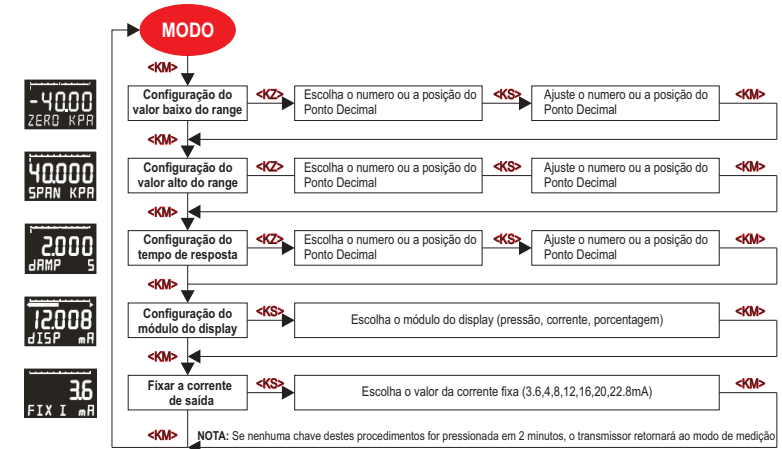 MODO
<KM>
-40.00
ZERO KPA
Configuração do
valor baixo do range
<KZ>
Escolha o numero ou a posição do
Ponto Decimal
<KS>
Ajuste o numero ou a posição do
Ponto Decimal
<KM>
<KM>
40.000
SPAN KPA
Configuração do
valor alto do range
<KZ>
Escolha o numero ou a posição do
Ponto Decimal
<KS>
Ajuste o numero ou a posição do
Ponto Decimal
<KM>
<KM>
2.000
dAMP S
Configuração do
tempo de resposta
<KZ>
Escolha o numero ou a posição do
Ponto Decimal
<KS>
Ajuste o numero ou a posição do
Ponto Decimal
<KM>
<KM>
12.008
dISP mA
Configuração do
módulo do display
<KS>
Escolha o módulo do display (pressão, corrente, porcentagem)
<KM>
<KM>
3.6
FIX I mA
Fixar a corrente
de saída
<KS>
Escolha o valor da corrente fixa (3.6,4,8,12,16,20,22.8mA)
<KM>
<KM>
NOTA: Se nenhuma chave destes procedimentos for pressionada em 2 minutos, o transmissor retornará ao modo de medição